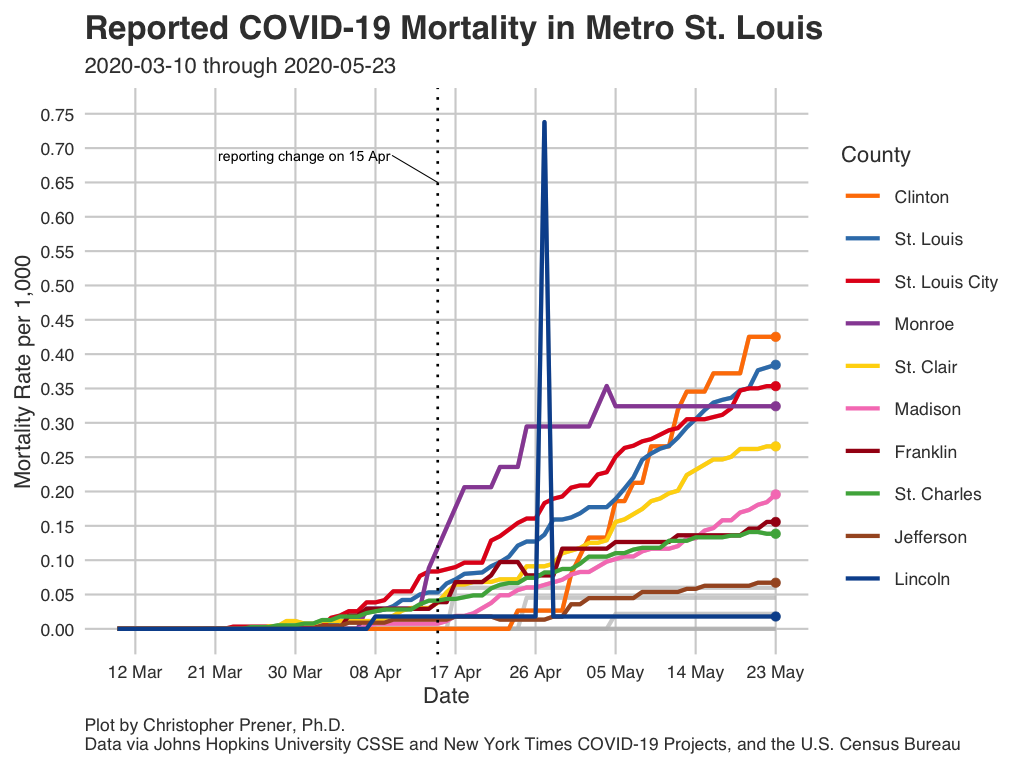 Reported COVID-19 Mortality in Metro St. Louis
2020-03-10 through 2020-05-23
Mortality Rate per 1,000
0.75
0.70
0.65
0.60
0.55
0.50
0.45
0.40
0.35
0.30
0.25
0.20
0.15
0.10
0.05
0.00
reporting change on 15 Apr
12 Mar 21 Mar 30 Mar 08 Apr 17 Apr 26 Apr 05 May 14 May 23 May
Date
County
Clinton
St. Louis
St. Louis City
Monroe
St. Clair
Madison
Franklin
St. Charles
Jefferson
Lincoln
Plot by Christopher Prener, Ph.D.
Data via Johns Hopkins University CSSE and New York Times COVID-19 Projects, and the U.S. Census Bureau